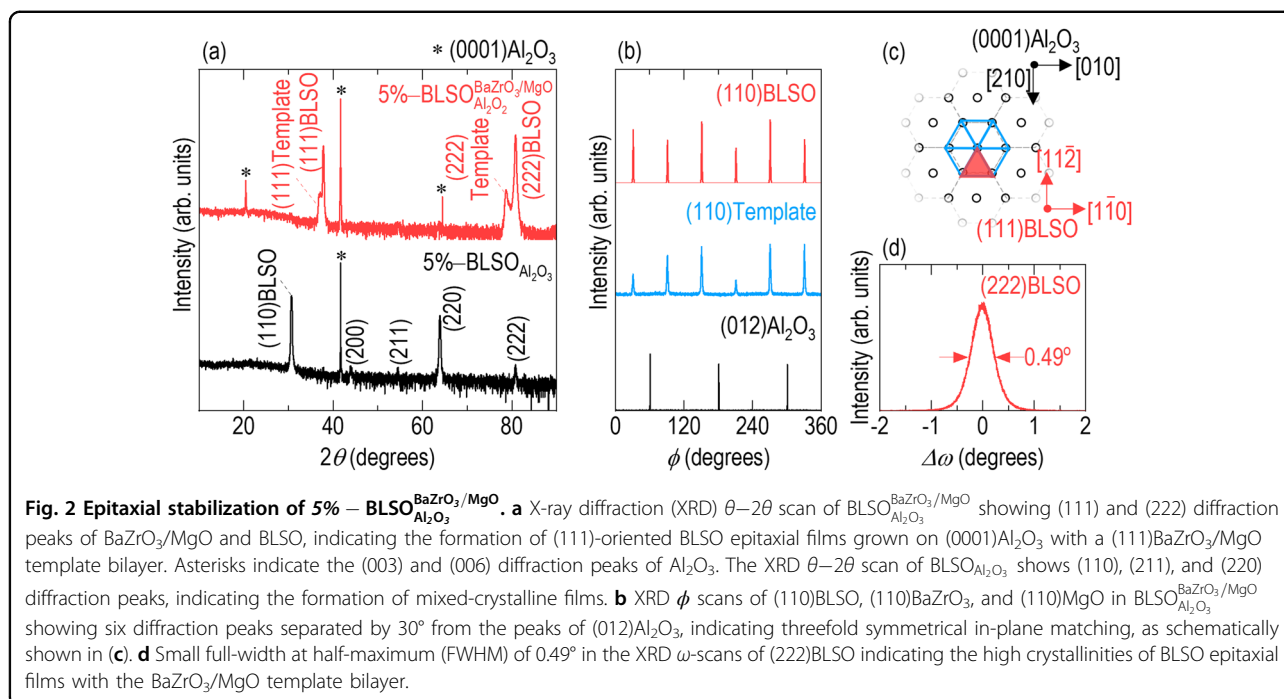 (a)
* (0001)Al₂O₃
5%–BLSO Al₂O₂ BaZrO₃/MgO
*
*
*
(111)Template
(111)BLSO
(222)
Template
(222)BLSO
5%–BLSO Al₂O₃
*
(110)BLSO
(200)
(211)
(220)
(222)
Intensity (arb. units)
20 40 60 80
2θ (degrees)
(b)
(110)BLSO
(110)Template
(012)Al₂O₃
Intensity (arb. units)
0 120 240 360
ϕ (degrees)
(c)
(0001)Al₂O₃
[010]
[210]
[112̄]
[11̄0]
(111)BLSO
(d)
(222)BLSO
0.49°
Intensity (arb. units)
-2 -1 0 1 2
Δω (degrees)
Fig. 2 Epitaxial stabilization of 5% − BLSO Al₂O₃ BaZrO₃/MgO. a X-ray diffraction (XRD) θ−2θ scan of BLSO Al₂O₃ BaZrO₃/MgO showing (111) and (222) diffraction
peaks of BaZrO₃/MgO and BLSO, indicating the formation of (111)-oriented BLSO epitaxial films grown on (0001)Al₂O₃ with a (111)BaZrO₃/MgO
template bilayer. Asterisks indicate the (003) and (006) diffraction peaks of Al₂O₃. The XRD θ−2θ scan of BLSO Al₂O₃ shows (110), (211), and (220)
diffraction peaks, indicating the formation of mixed-crystalline films. b XRD ϕ scans of (110)BLSO, (110)BaZrO₃, and (110)MgO in BLSO Al₂O₃ BaZrO₃/MgO
showing six diffraction peaks separated by 30° from the peaks of (012)Al₂O₃, indicating threefold symmetrical in-plane matching, as schematically
shown in (c). d Small full-width at half-maximum (FWHM) of 0.49° in the XRD ω-scans of (222)BLSO indicating the high crystallinities of BLSO epitaxial
films with the BaZrO₃/MgO template bilayer.